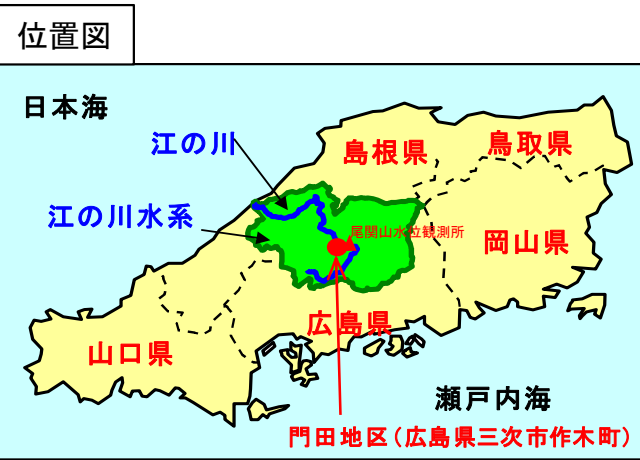 位置図
日本海
江の川
島根県
鳥取県
江の川水系
尾関山水位観測所
岡山県
広島県
山口県
瀬戸内海
門田地区(広島県三次市作木町)